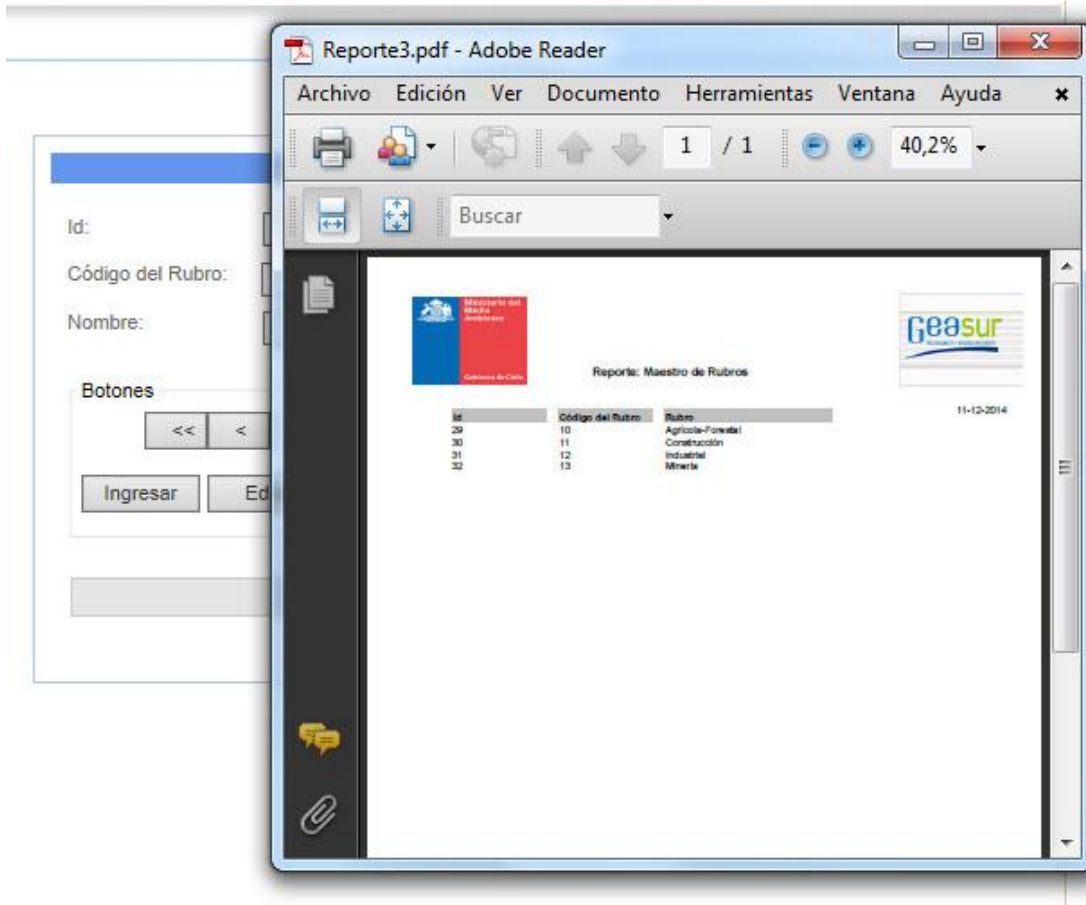 Reporte3.pdf - Adobe Reader
Archivo Edición Ver Documento Herramientas Ventana Ayuda
1 / 1 40,2%
Buscar
Id:
Código del Rubro:
Nombre:
Botones
<< <
Ingresar Ed
Ministerio del
Medio
Ambiente
Gobierno de Chile
Geasur
Reporte: Maestro de Rubros
11-12-2014
Id Código del Rubro Rubro
29 10 Agrícola-Forestal
30 11 Construcción
31 12 Industrial
32 13 Minería